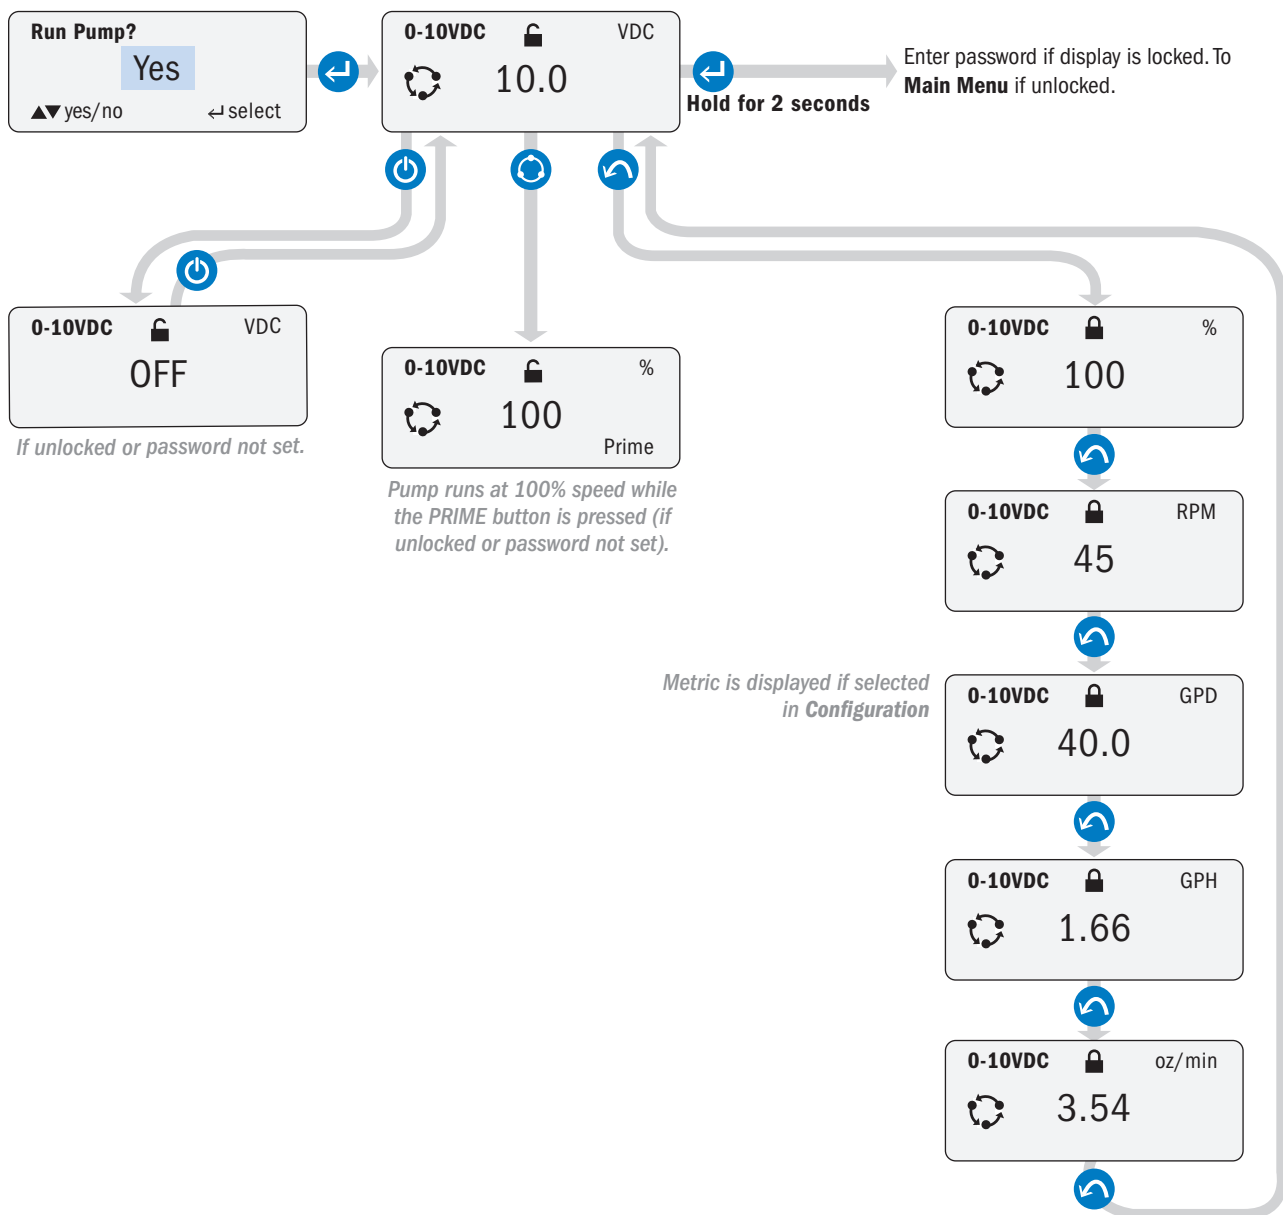 Run Pump?
Yes
▲▼ yes/no ↵ select
0-10VDC VDC
10.0
Hold for 2 seconds
Enter password if display is locked. To
Main Menu if unlocked.
0-10VDC VDC
OFF
If unlocked or password not set.
0-10VDC %
100
Prime
Pump runs at 100% speed while
the PRIME button is pressed (if
unlocked or password not set).
0-10VDC %
100
0-10VDC RPM
45
Metric is displayed if selected
in Configuration
0-10VDC GPD
40.0
0-10VDC GPH
1.66
0-10VDC oz/min
3.54